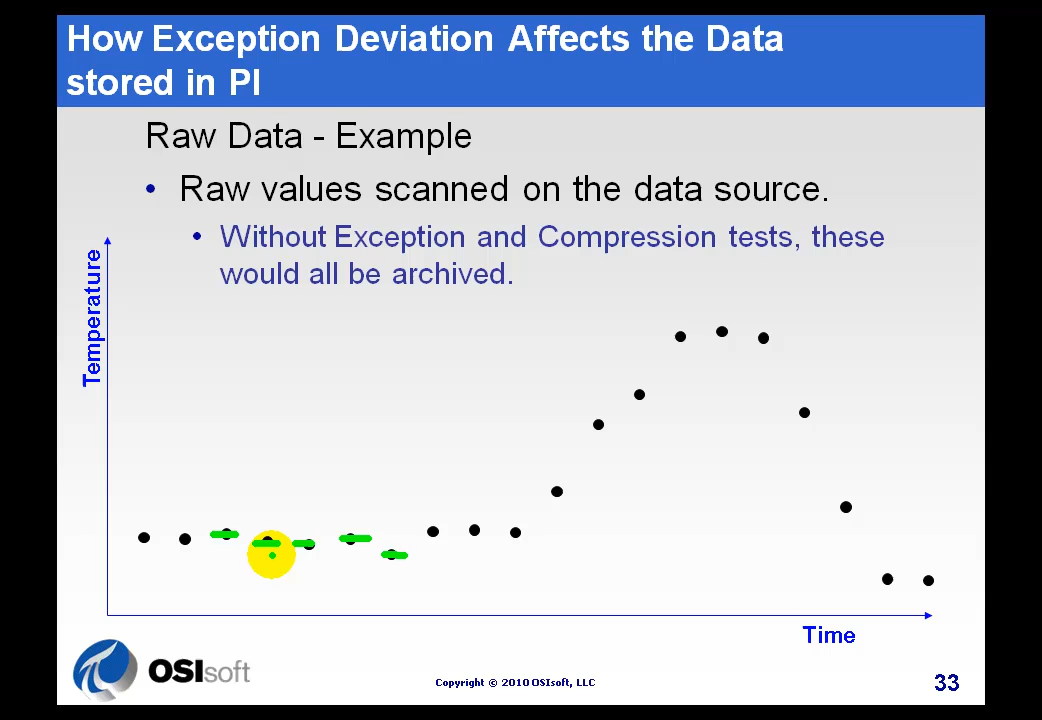 How Exception Deviation Affects the Data
stored in PI
Raw Data - Example
• Raw values scanned on the data source.
• Without Exception and Compression tests, these
would all be archived.
Temperature
Time
OSIsoft
Copyright © 2010 OSIsoft, LLC
33